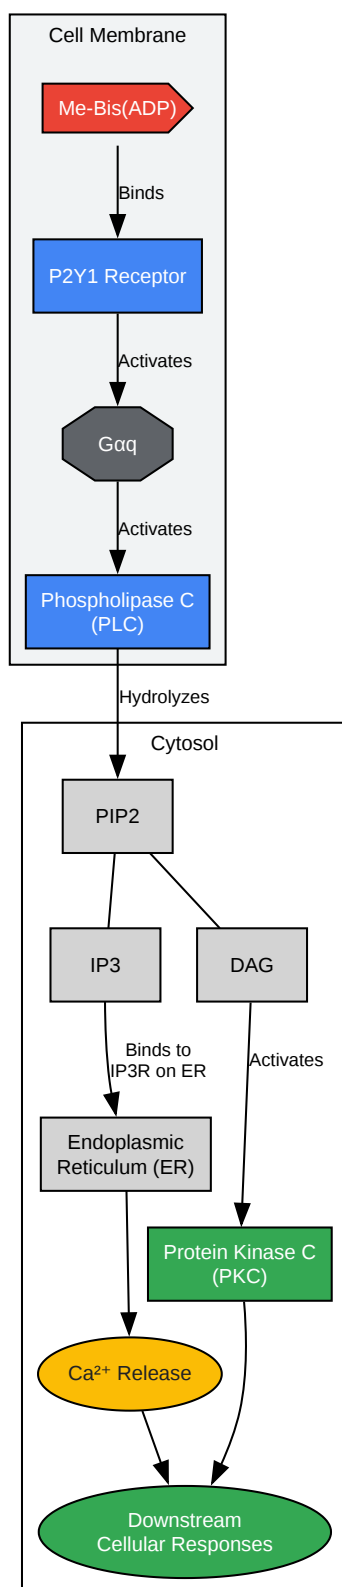 Cell Membrane
Me-Bis(ADP)
Binds
P2Y1 Receptor
Activates
Gαq
Activates
Phospholipase C
(PLC)
Hydrolyzes
Cytosol
PIP2
IP3
DAG
Binds to
IP3R on ER
Activates
Endoplasmic
Reticulum (ER)
Protein Kinase C
(PKC)
Ca²⁺ Release
Downstream
Cellular Responses